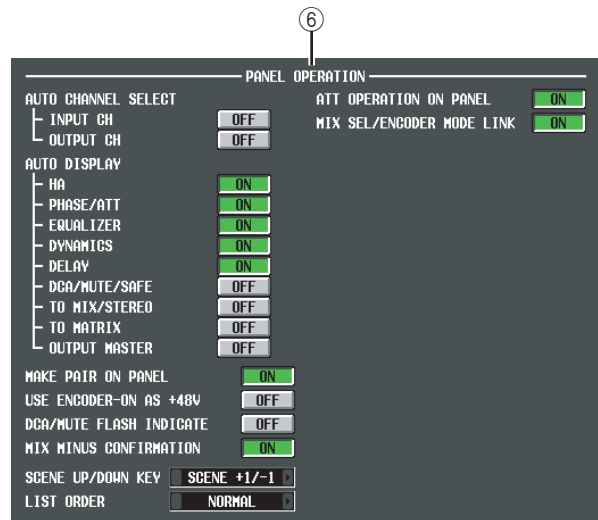 6
PANEL OPERATION
AUTO CHANNEL SELECT
INPUT CH OFF
OUTPUT CH OFF
AUTO DISPLAY
HA ON
PHASE/ATT ON
EQUALIZER ON
DYNAMICS ON
DELAY ON
DCA/MUTE/SAFE OFF
TO MIX/STEREO OFF
TO MATRIX OFF
OUTPUT MASTER OFF
MAKE PAIR ON PANEL ON
USE ENCODER-ON AS +48V OFF
DCA/MUTE FLASH INDICATE OFF
MIX MINUS CONFIRMATION ON
SCENE UP/DOWN KEY SCENE +1/-1
LIST ORDER NORMAL
ATT OPERATION ON PANEL ON
MIX SEL/ENCODER MODE LINK ON